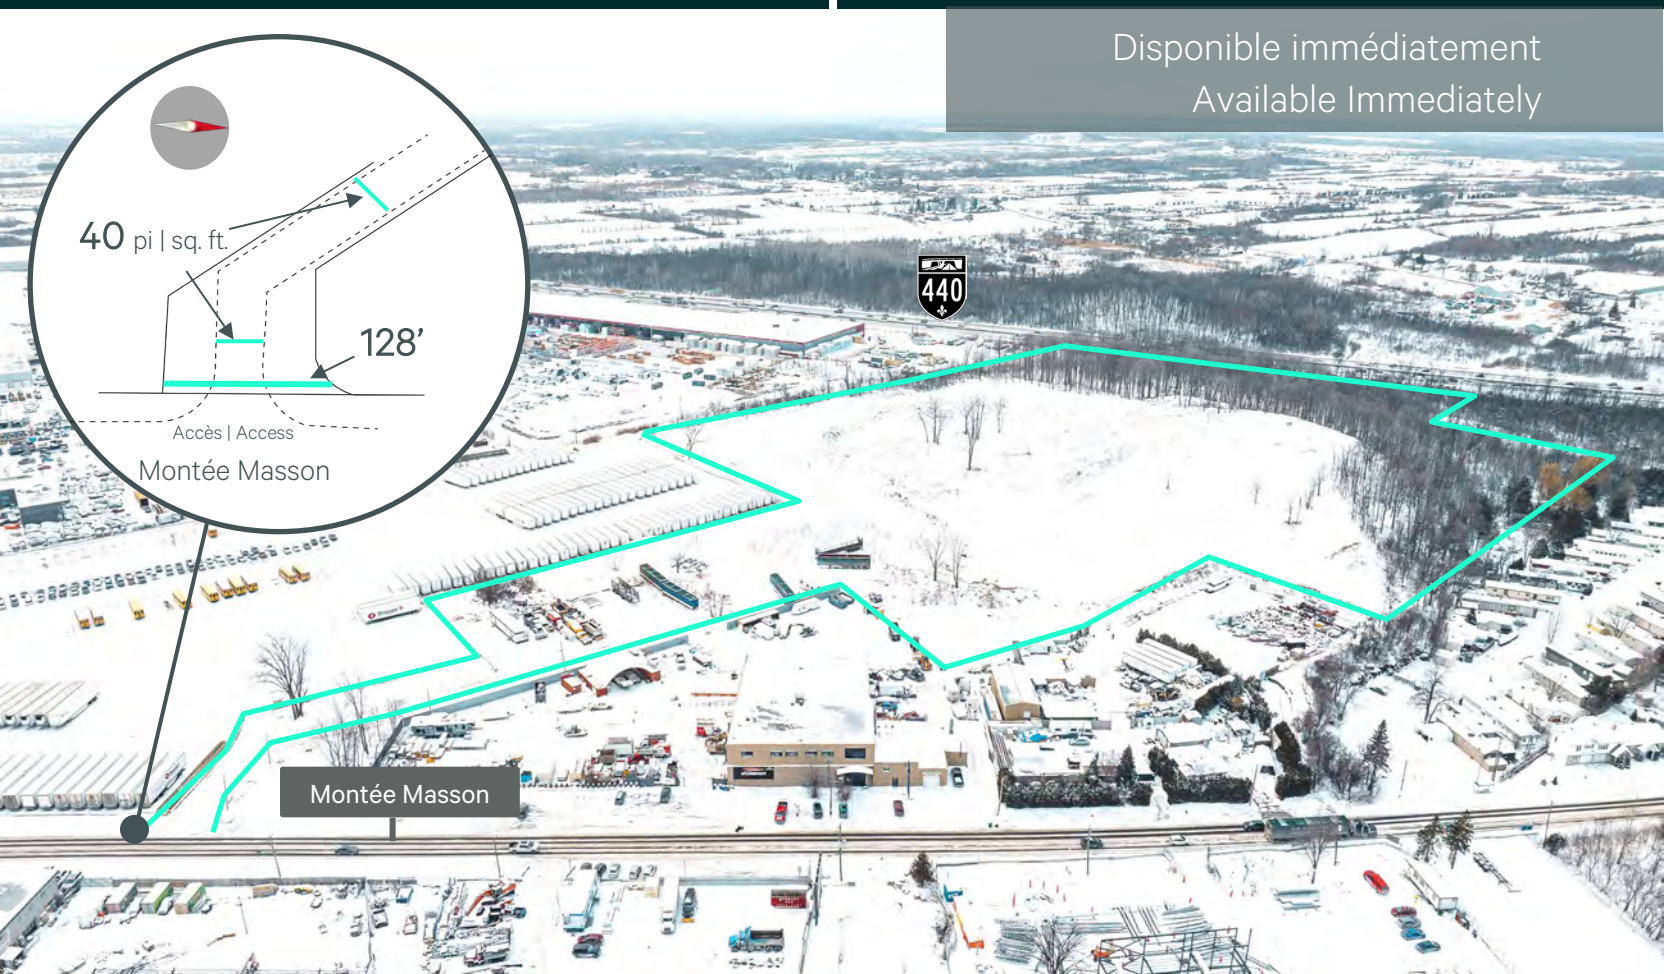 Disponible immédiatement
Available Immediately
40 pi | sq. ft.
128’
Accès | Access
Montée Masson
440
Montée Masson